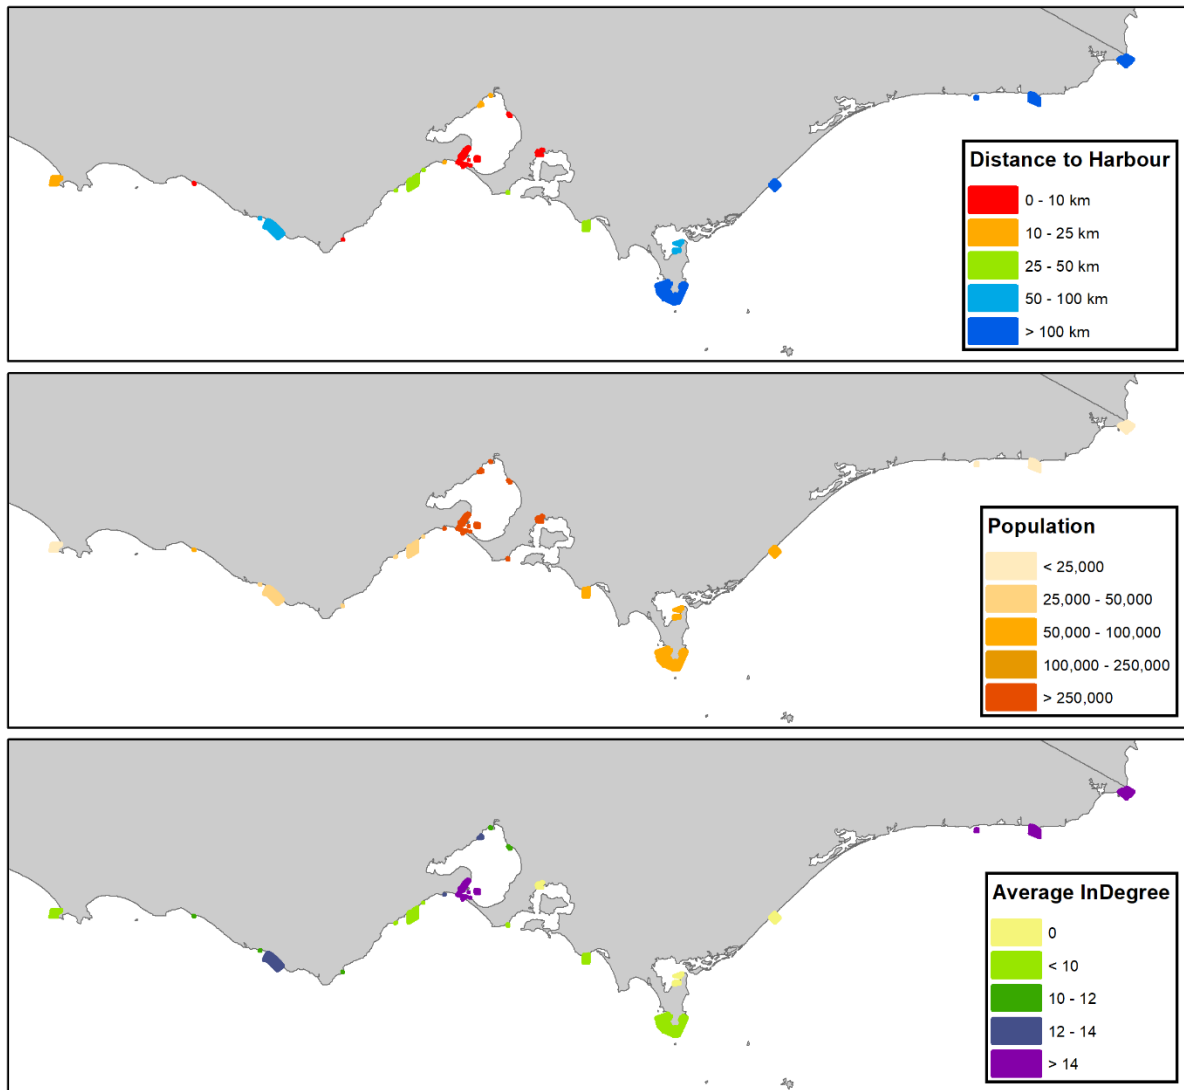 Distance to Harbour
0 - 10 km
10 - 25 km
25 - 50 km
50 - 100 km
> 100 km
Population
< 25,000
25,000 - 50,000
50,000 - 100,000
100,000 - 250,000
> 250,000
Average InDegree
0
< 10
10 - 12
12 - 14
> 14